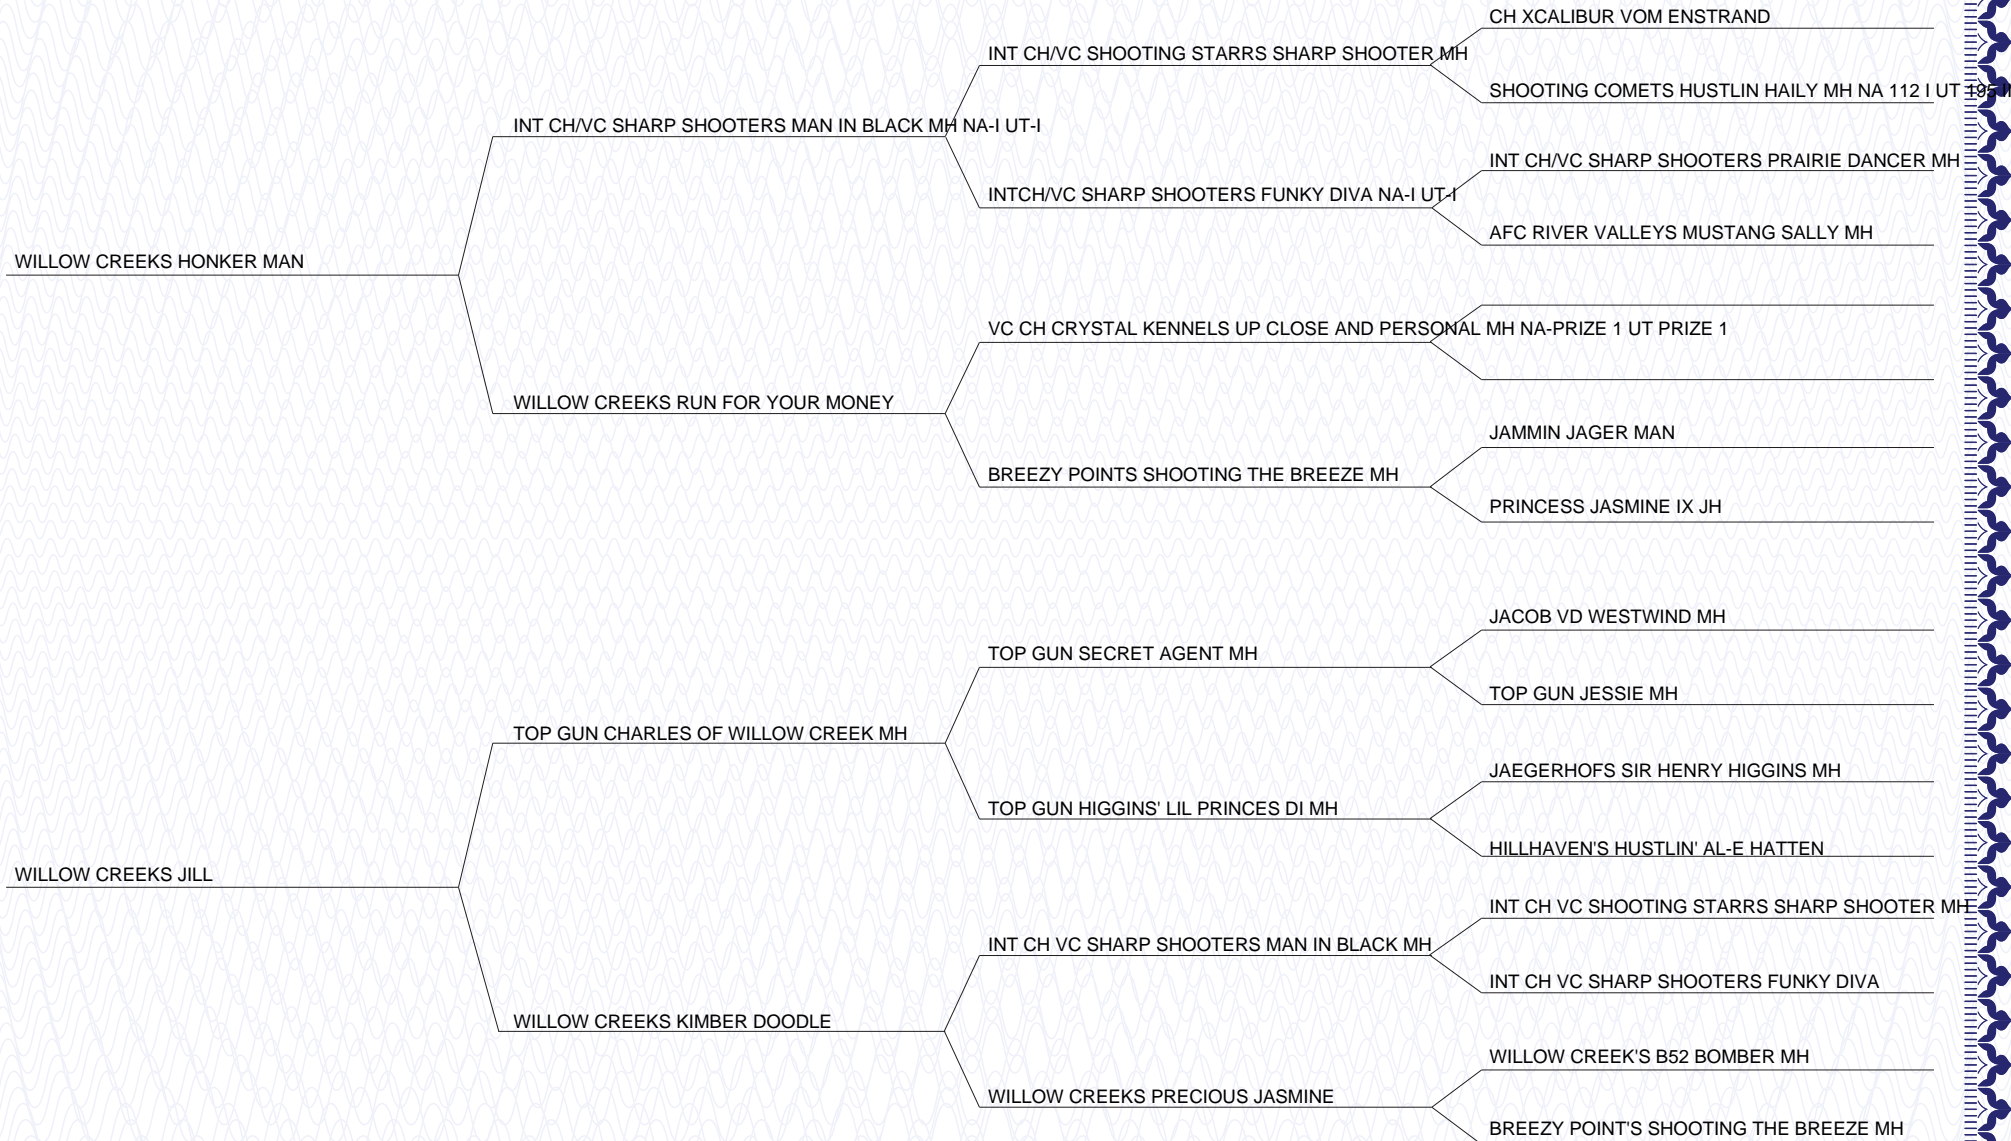 CH XCALIBUR VOM ENSTRAND
INT CH/VC SHOOTING STARRS SHARP SHOOTER MH
SHOOTING COMETS HUSTLIN HAILY MH NA 112 I UT 195
INT CH/VC SHARP SHOOTERS MAN IN BLACK MH NA-I UT-I
INT CH/VC SHARP SHOOTERS PRAIRIE DANCER MH
INTCH/VC SHARP SHOOTERS FUNKY DIVA NA-I UT-I
AFC RIVER VALLEYS MUSTANG SALLY MH
WILLOW CREEKS HONKER MAN
VC CH CRYSTAL KENNELS UP CLOSE AND PERSONAL MH NA-PRIZE 1 UT PRIZE 1
WILLOW CREEKS RUN FOR YOUR MONEY
JAMMIN JAGER MAN
BREEZY POINTS SHOOTING THE BREEZE MH
PRINCESS JASMINE IX JH
JACOB VD WESTWIND MH
TOP GUN SECRET AGENT MH
TOP GUN JESSIE MH
TOP GUN CHARLES OF WILLOW CREEK MH
JAEGERHOFS SIR HENRY HIGGINS MH
TOP GUN HIGGINS' LIL PRINCES DI MH
HILLHAVEN'S HUSTLIN' AL-E HATTEN
WILLOW CREEKS JILL
INT CH VC SHOOTING STARRS SHARP SHOOTER MH
INT CH VC SHARP SHOOTERS MAN IN BLACK MH
INT CH VC SHARP SHOOTERS FUNKY DIVA
WILLOW CREEKS KIMBER DOODLE
WILLOW CREEK'S B52 BOMBER MH
WILLOW CREEKS PRECIOUS JASMINE
BREEZY POINT'S SHOOTING THE BREEZE MH